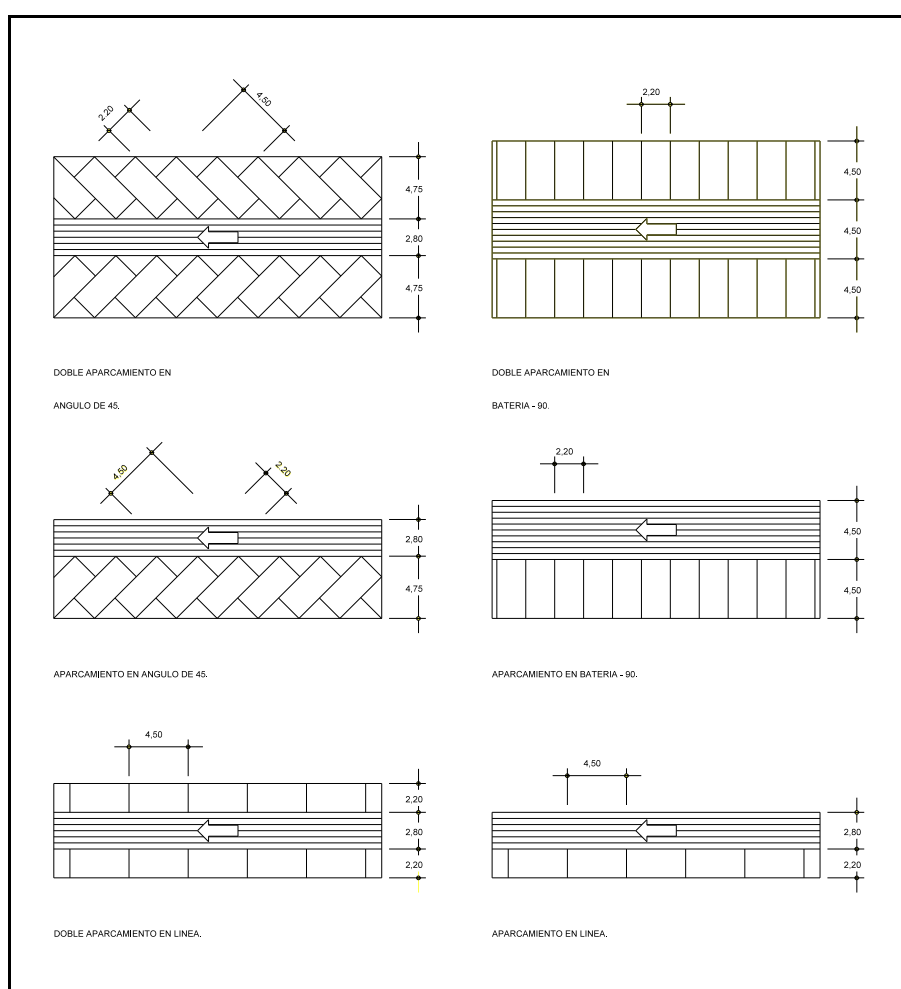 2,20
4,50
4,75
2,80
4,75
DOBLE APARCAMIENTO EN
ANGULO DE 45.
2,20
4,50
4,50
4,50
DOBLE APARCAMIENTO EN
BATERIA - 90.
4,50
2,20
2,80
4,75
APARCAMIENTO EN ANGULO DE 45.
2,20
4,50
4,50
APARCAMIENTO EN BATERIA - 90.
4,50
2,20
2,80
2,20
DOBLE APARCAMIENTO EN LINEA.
4,50
2,80
2,20
APARCAMIENTO EN LINEA.